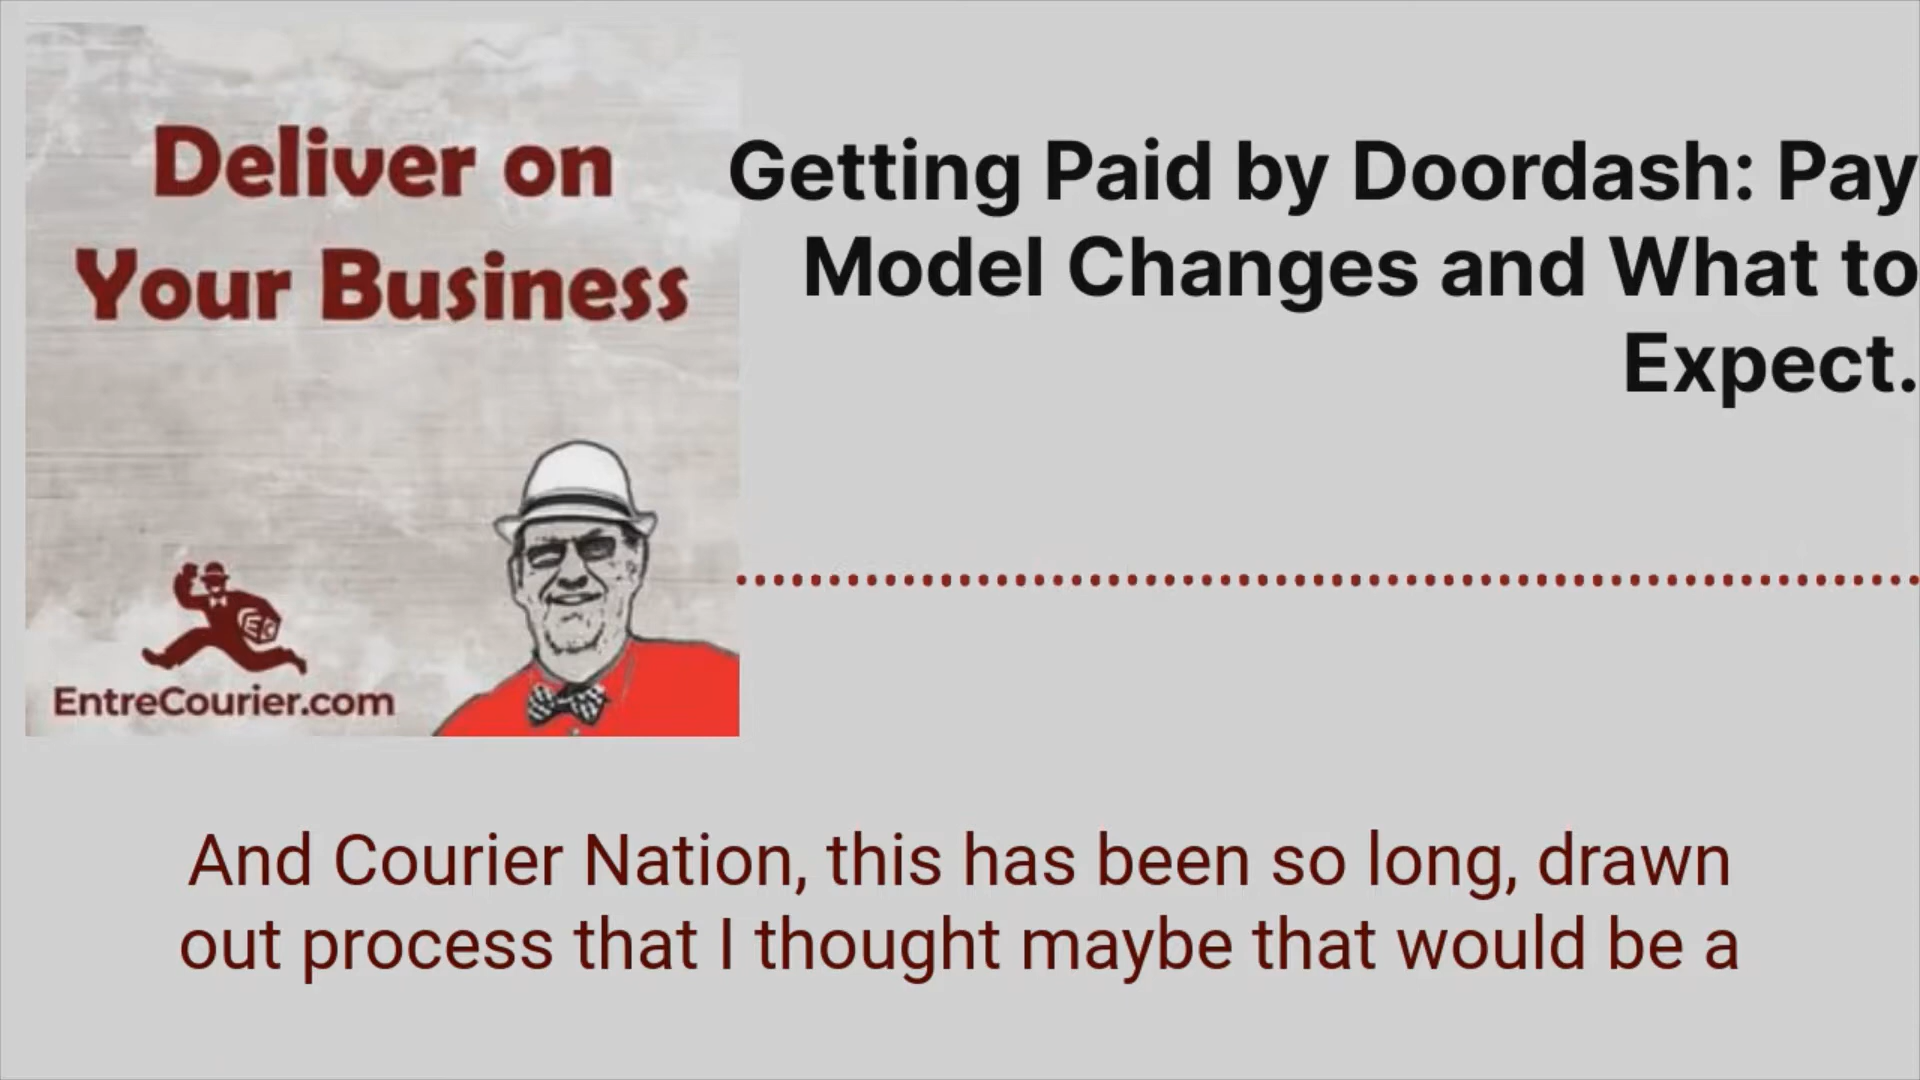 Deliver on
Your Business
EC
EntreCourier.com
Getting Paid by Doordash: Pay
Model Changes and What to
Expect.
And Courier Nation, this has been so long, drawn
out process that I thought maybe that would be a